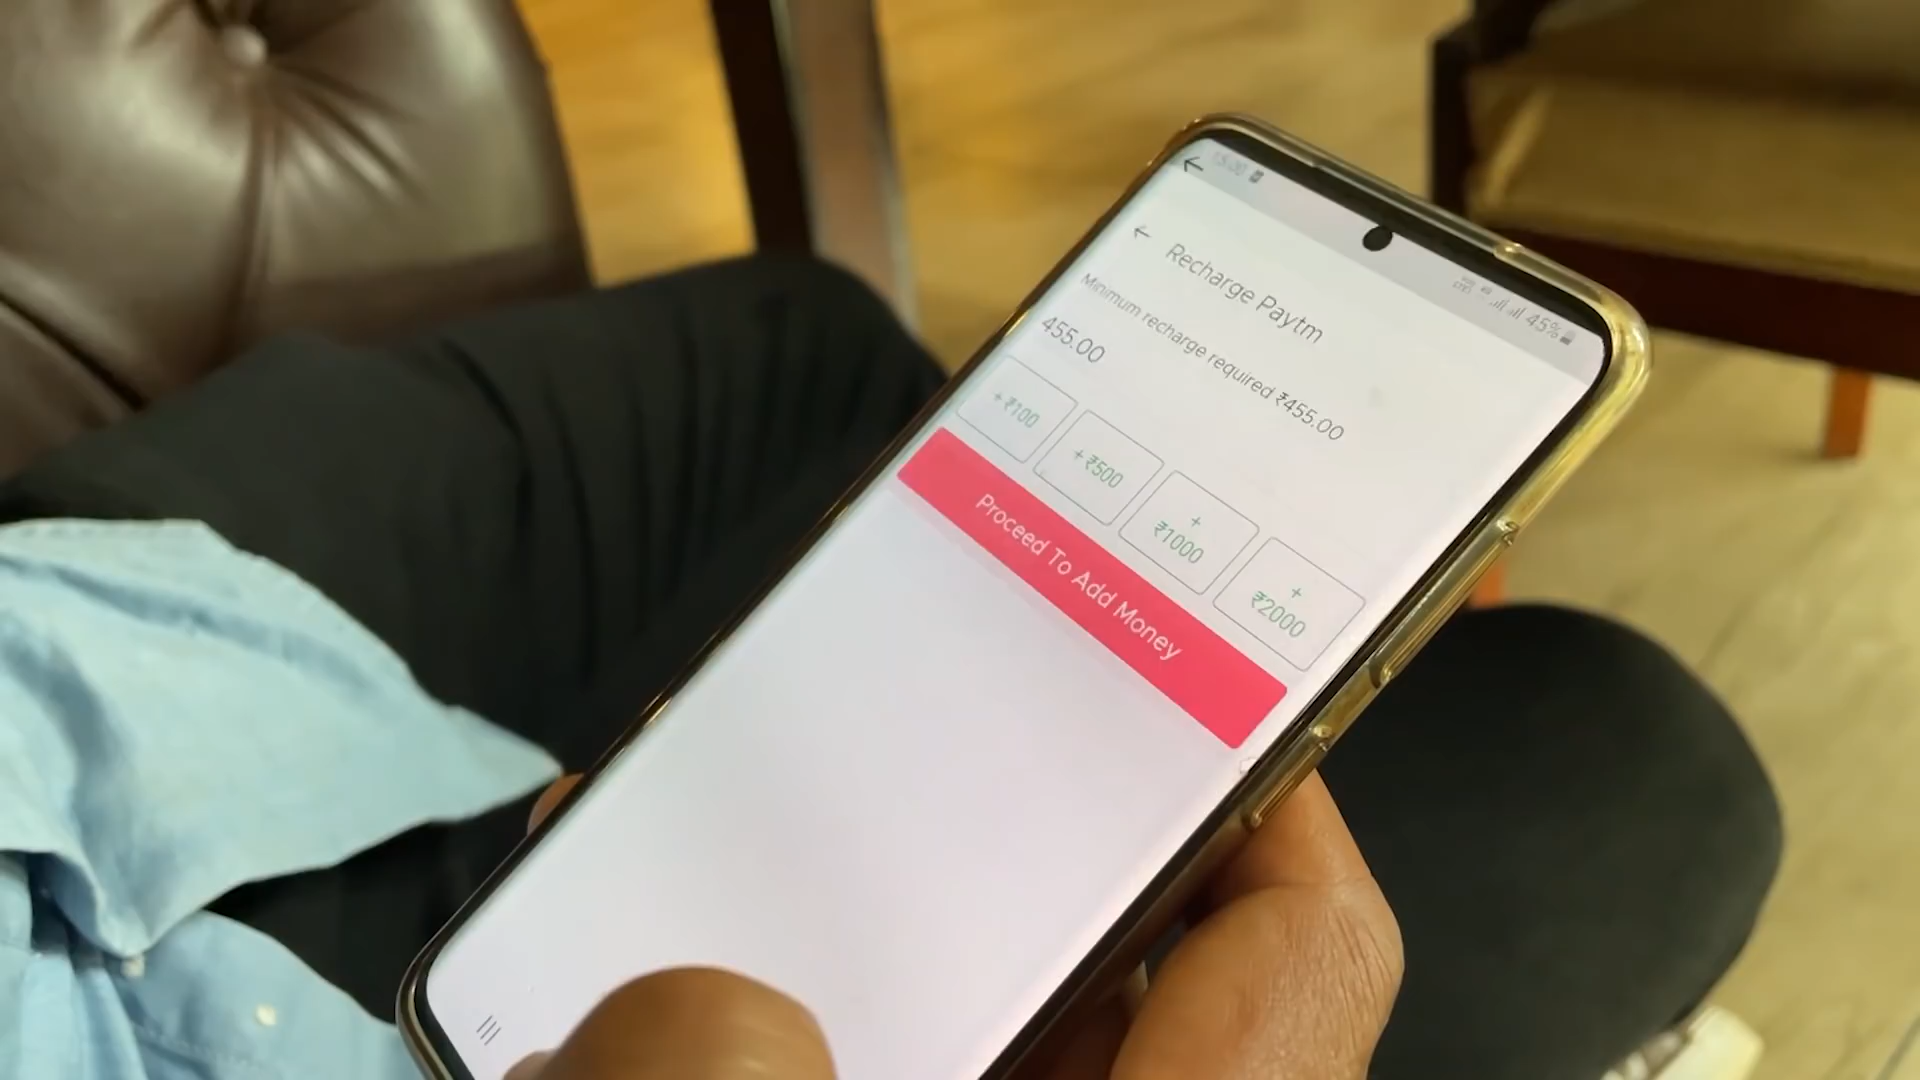 45%
Recharge Paytm
Minimum recharge required ₹455.00
455.00
+ ₹100
+ ₹500
+
₹1000
+
₹2000
Proceed To Add Money